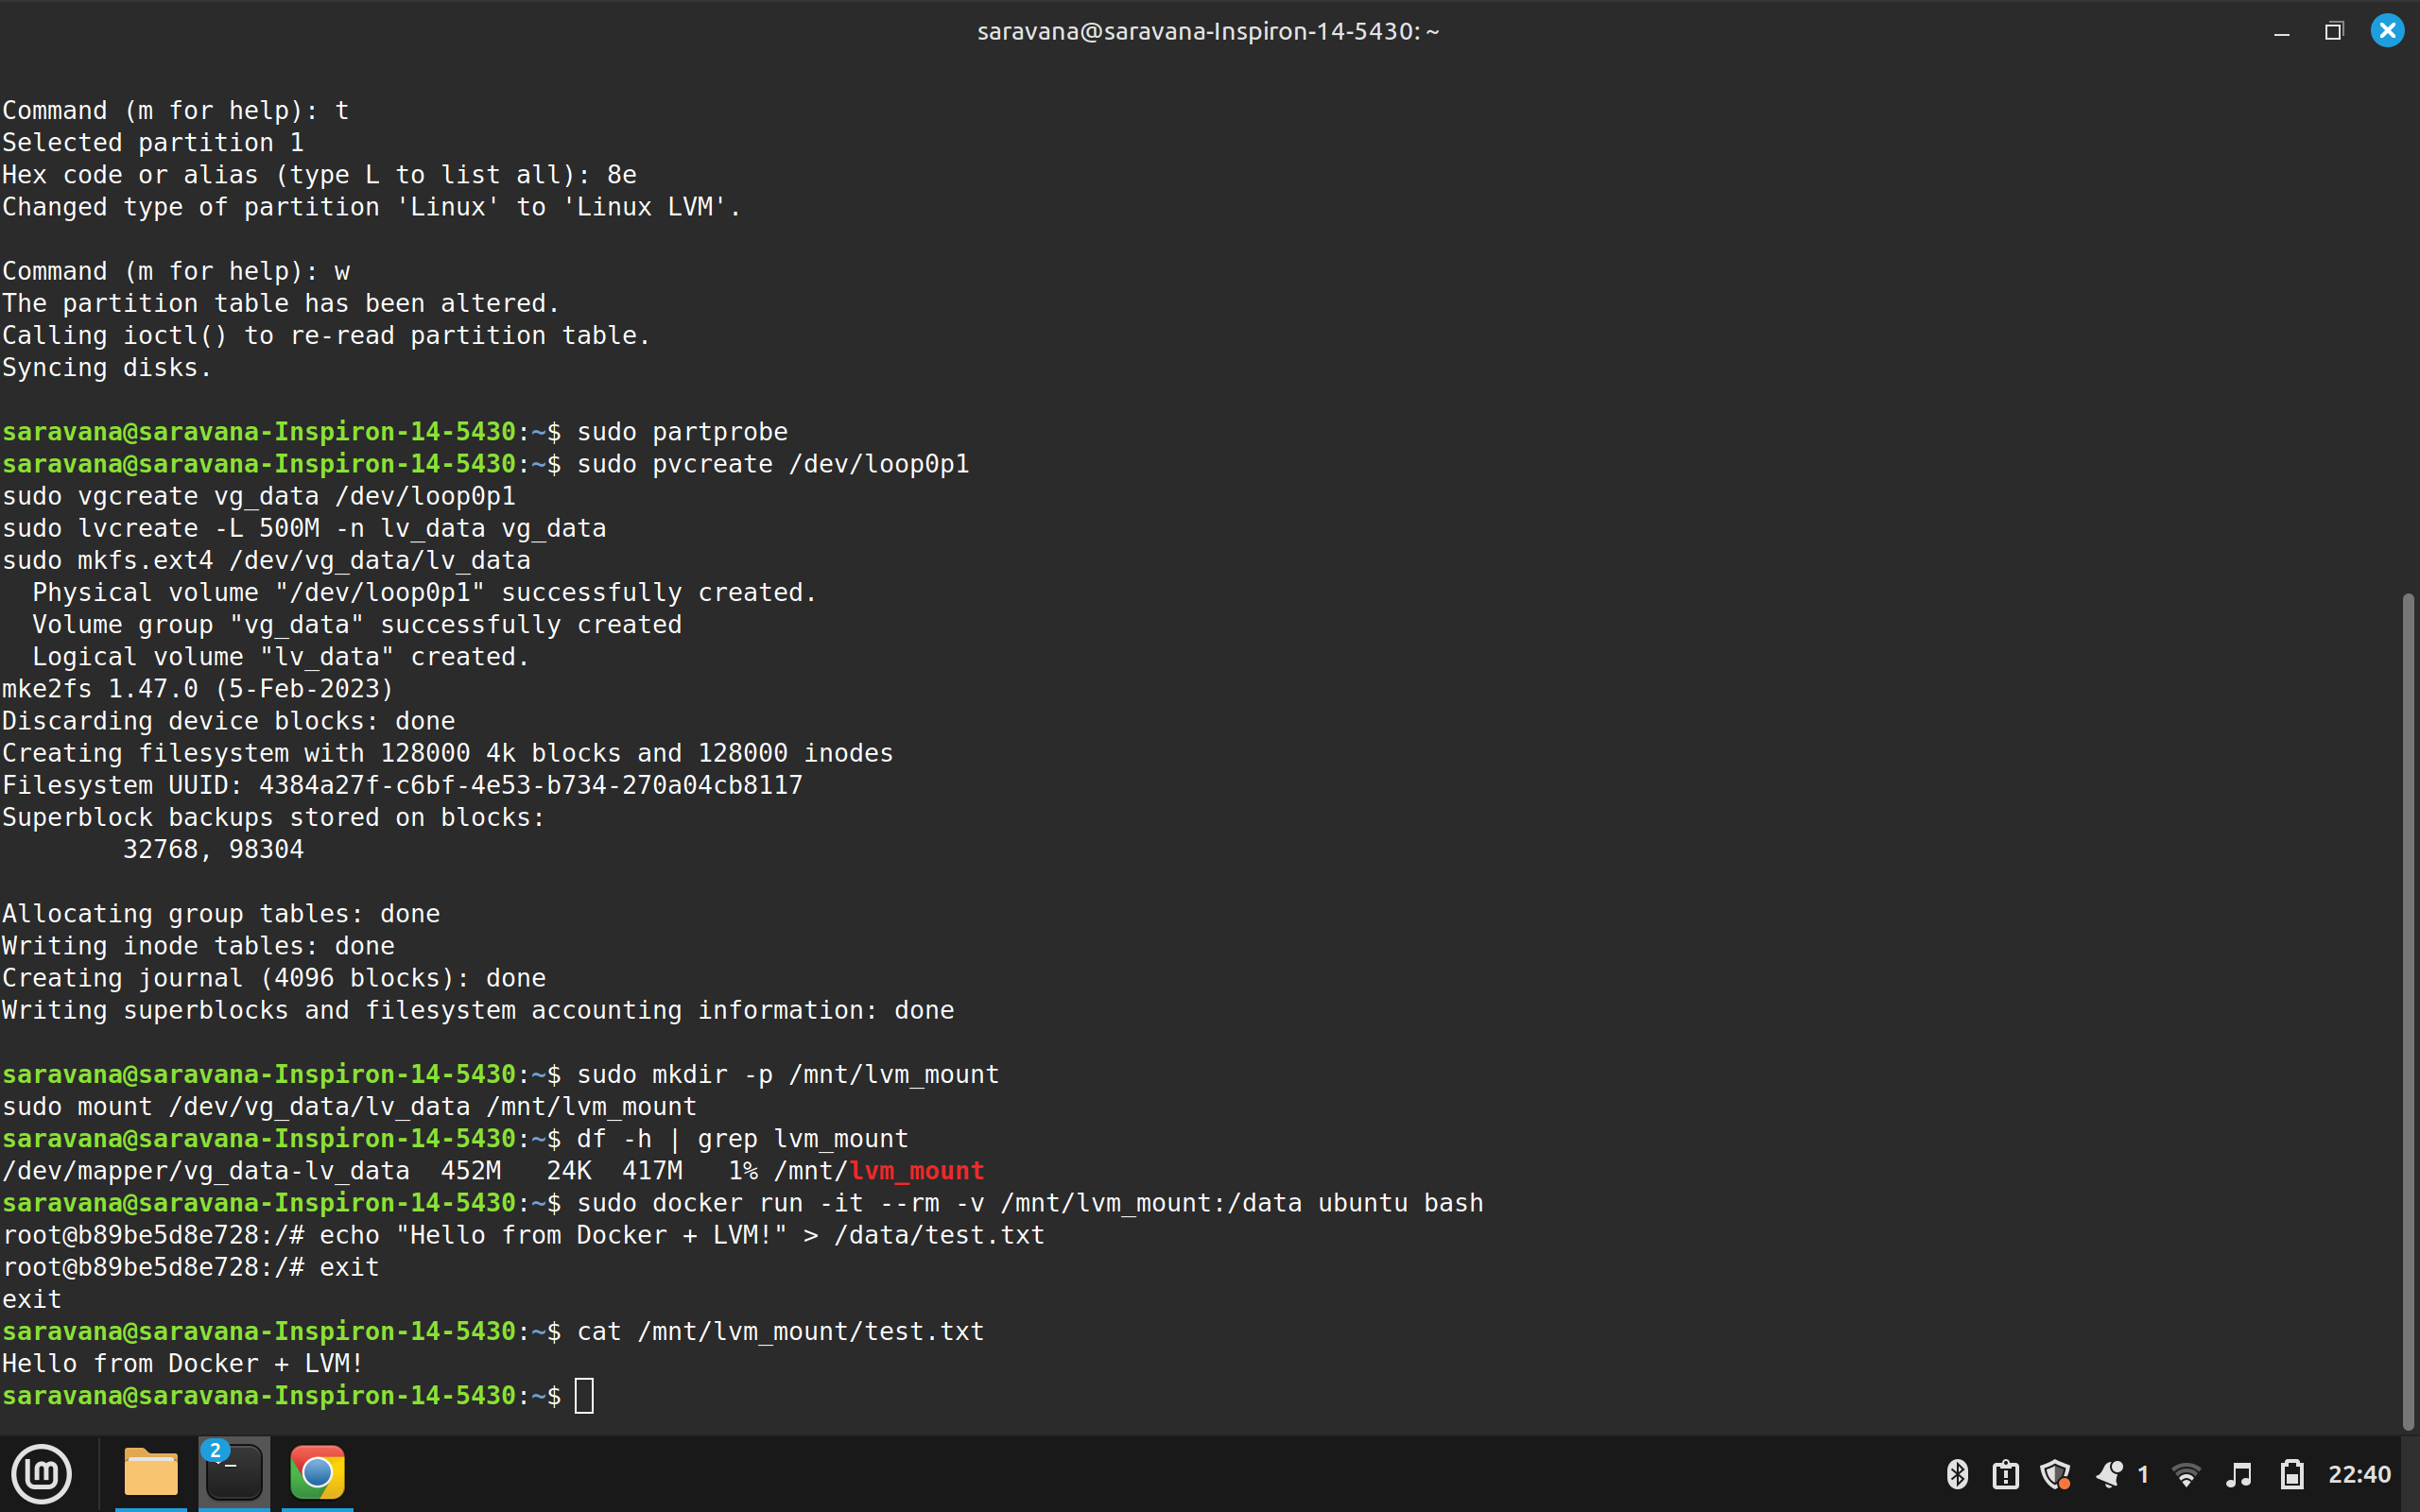 saravana@saravana-Inspiron-14-5430: ~
Command (m for help): t
Selected partition 1
Hex code or alias (type L to list all): 8e
Changed type of partition 'Linux' to 'Linux LVM'.
Command (m for help): w
The partition table has been altered.
Calling ioctl() to re-read partition table.
Syncing disks.
saravana@saravana-Inspiron-14-5430:~$ sudo partprobe
saravana@saravana-Inspiron-14-5430:~$ sudo pvcreate /dev/loop0p1
sudo vgcreate vg_data /dev/loop0p1
sudo lvcreate -L 500M -n lv_data vg_data
sudo mkfs.ext4 /dev/vg_data/lv_data
  Physical volume "/dev/loop0p1" successfully created.
  Volume group "vg_data" successfully created
  Logical volume "lv_data" created.
mke2fs 1.47.0 (5-Feb-2023)
Discarding device blocks: done
Creating filesystem with 128000 4k blocks and 128000 inodes
Filesystem UUID: 4384a27f-c6bf-4e53-b734-270a04cb8117
Superblock backups stored on blocks:
        32768, 98304
Allocating group tables: done
Writing inode tables: done
Creating journal (4096 blocks): done
Writing superblocks and filesystem accounting information: done
saravana@saravana-Inspiron-14-5430:~$ sudo mkdir -p /mnt/lvm_mount
sudo mount /dev/vg_data/lv_data /mnt/lvm_mount
saravana@saravana-Inspiron-14-5430:~$ df -h | grep lvm_mount
/dev/mapper/vg_data-lv_data  452M   24K  417M   1% /mnt/lvm_mount
saravana@saravana-Inspiron-14-5430:~$ sudo docker run -it --rm -v /mnt/lvm_mount:/data ubuntu bash
root@b89be5d8e728:/# echo "Hello from Docker + LVM!" > /data/test.txt
root@b89be5d8e728:/# exit
exit
saravana@saravana-Inspiron-14-5430:~$ cat /mnt/lvm_mount/test.txt
Hello from Docker + LVM!
saravana@saravana-Inspiron-14-5430:~$
2
1
22:40